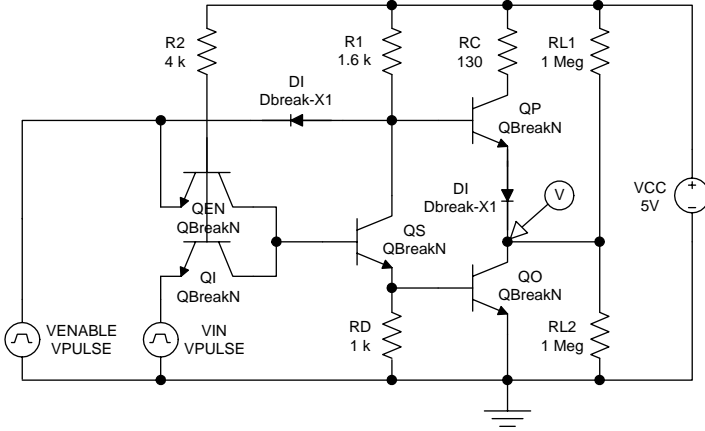 R2
4 k
R1
1.6 k
RC
130
RL1
1 Meg
DI
Dbreak-X1
QP
QBreakN
QEN
QBreakN
DI
Dbreak-X1
V
VCC
5V
QS
QBreakN
QI
QBreakN
QO
QBreakN
VENABLE
VPULSE
VIN
VPULSE
RD
1 k
RL2
1 Meg